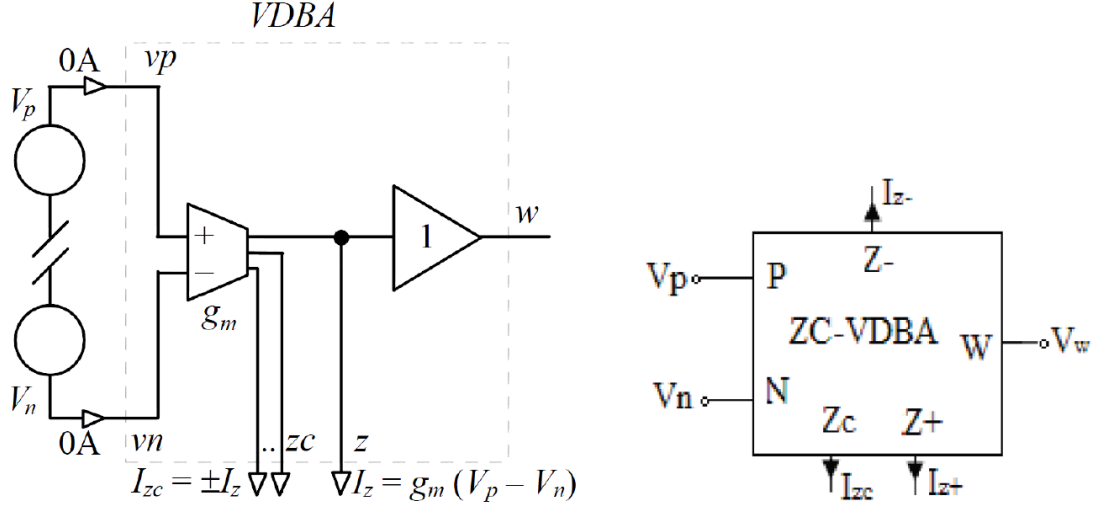 VDBA
0A
vp
Vp
+
−
gm
1
w
Vn
0A
vn
.. zc
z
Izc = ±Iz
Iz = gm (Vp − Vn)
Iz-
Z-
Vp
P
ZC-VDBA
W
Vw
Vn
N
Zc
Z+
Izc
Iz+